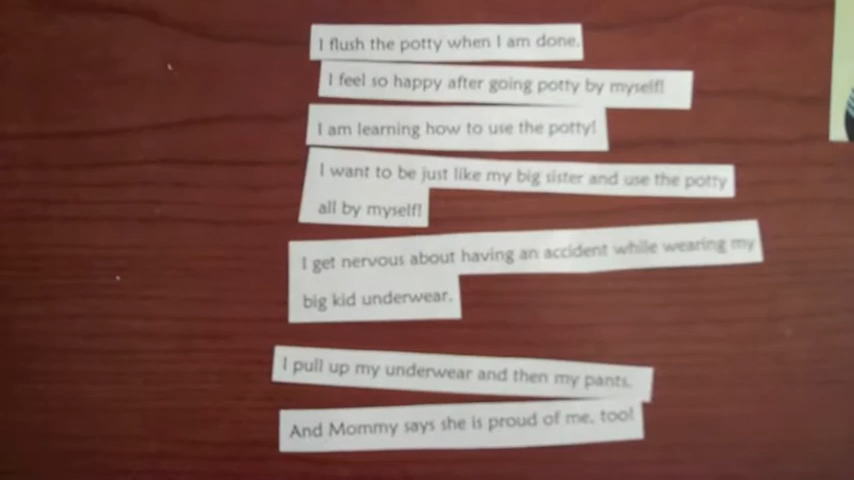 I flush the potty when I am done.
I feel so happy after going potty by myself!
I am learning how to use the potty!
I want to be just like my big sister and use the potty
all by myself!
I get nervous about having an accident while wearing my
big kid underwear.
I pull up my underwear and then my pants.
And Mommy says she is proud of me, too!